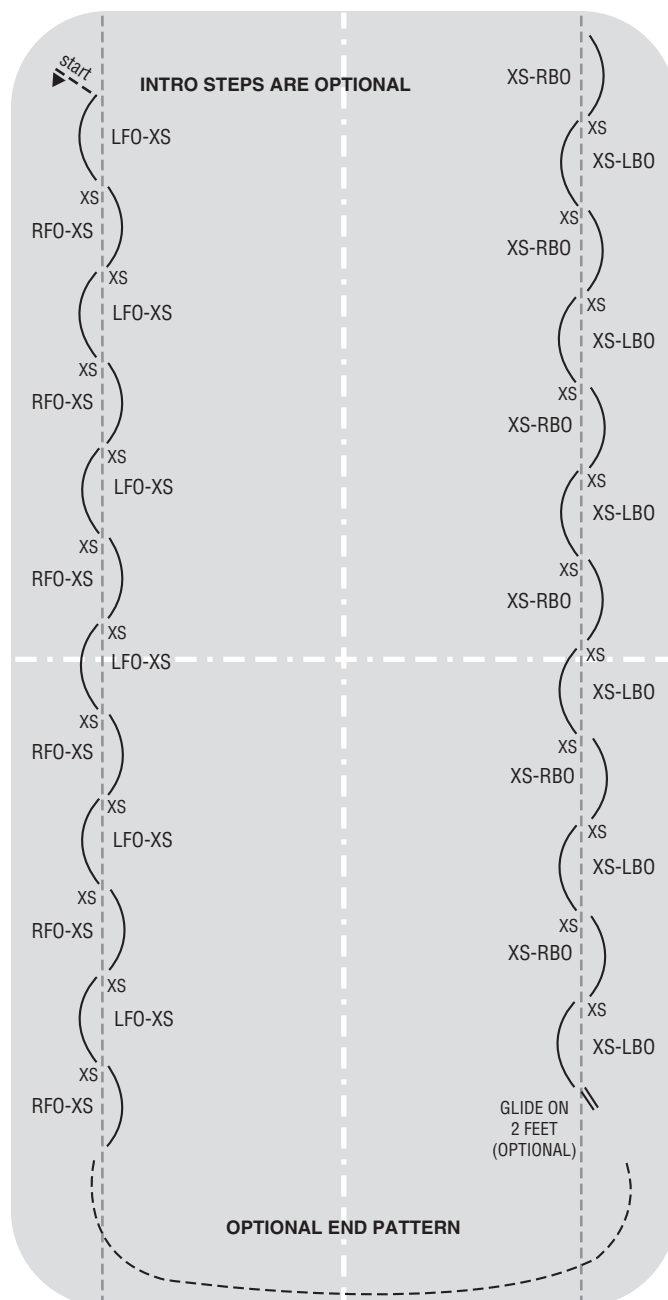 start
INTRO STEPS ARE OPTIONAL
LFO-XS
XS
RFO-XS
XS
LFO-XS
XS
RFO-XS
XS
LFO-XS
XS
RFO-XS
XS
LFO-XS
XS
RFO-XS
XS
LFO-XS
XS
RFO-XS
XS
LFO-XS
XS
RFO-XS
XS-RBO
XS
XS-LBO
XS
XS-RBO
XS
XS-LBO
XS
XS-RBO
XS
XS-LBO
XS
XS-RBO
XS
XS-LBO
XS
XS-RBO
XS
XS-LBO
XS
XS-RBO
XS
XS-LBO
GLIDE ON
2 FEET
(OPTIONAL)
OPTIONAL END PATTERN